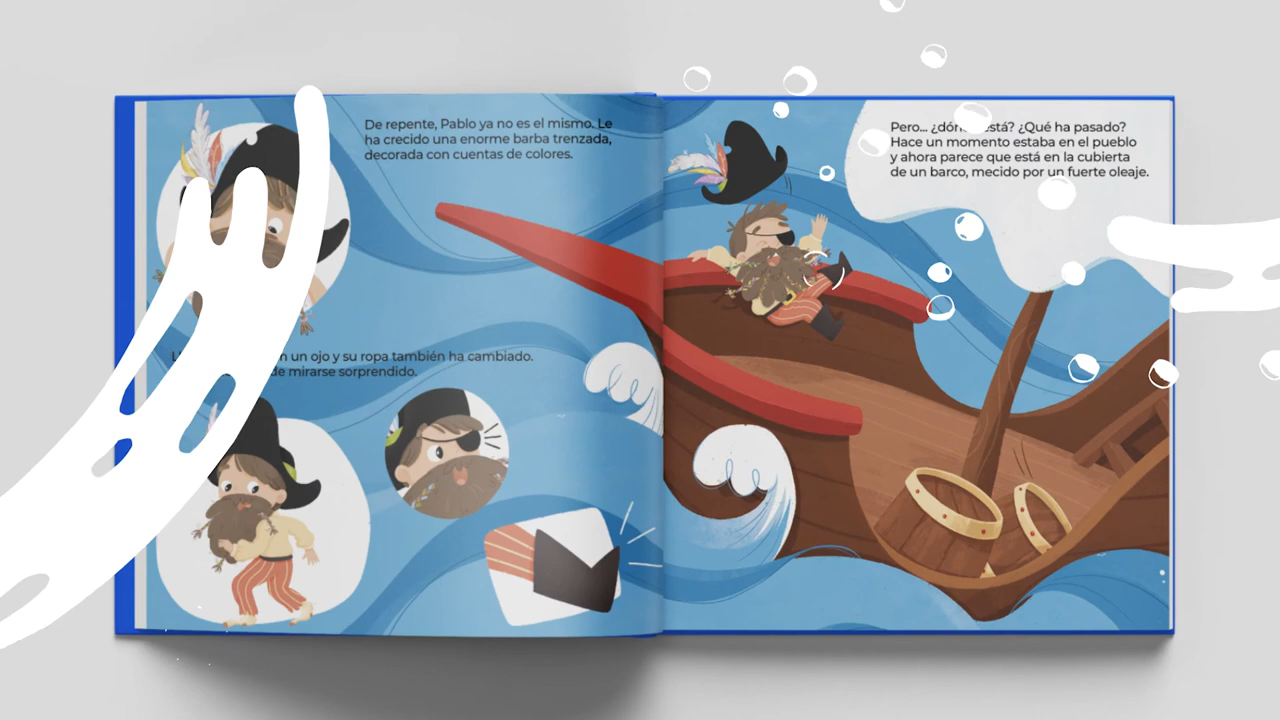 De repente, Pablo ya no es el mismo. Le
ha crecido una enorme barba trenzada,
decorada con cuentas de colores.
un ojo y su ropa también ha cambiado.
de mirarse sorprendido.
Pero... está? ¿Qué ha pasado?
Hace un momento estaba en el pueblo
y ahora parece que está en la cubierta
de un barco, mecido por un fuerte oleaje.